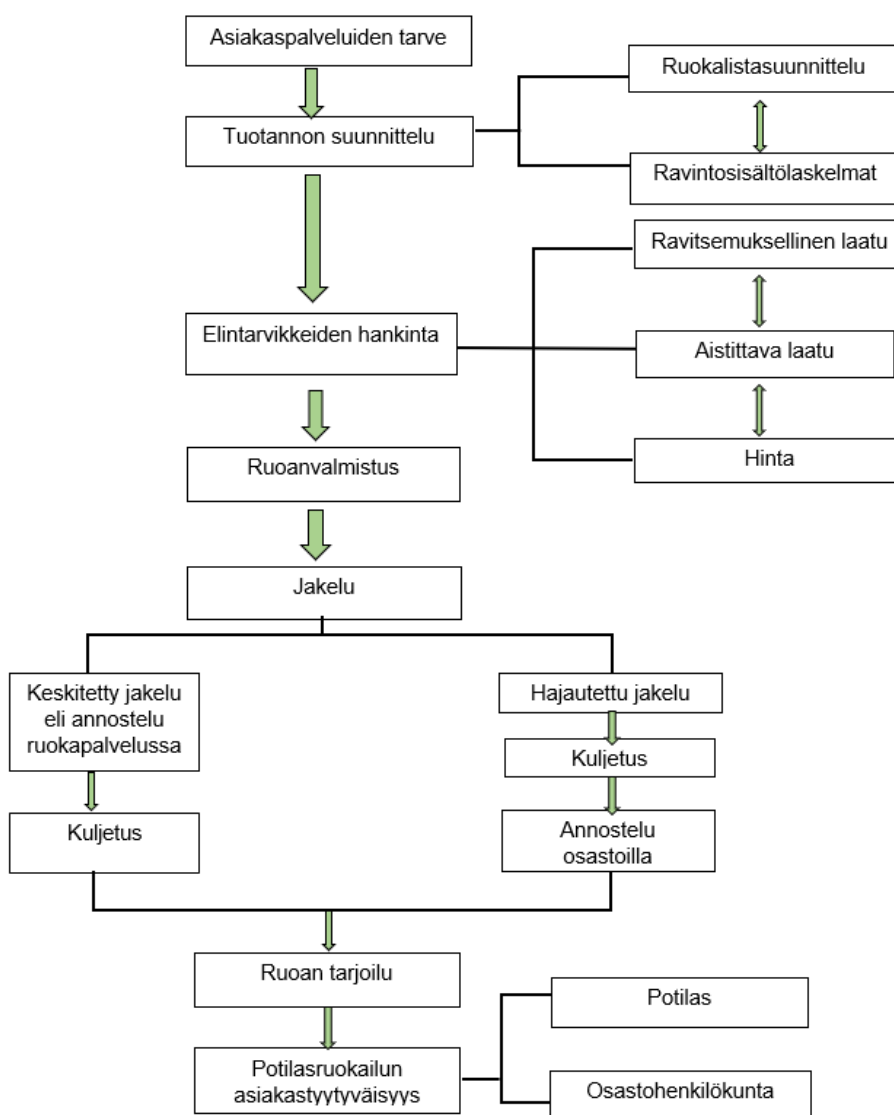 Asiakaspalveluiden tarve
Ruokalistasuunnittelu
Tuotannon suunnittelu
Ravintosisältölaskelmat
Ravitsemuksellinen laatu
Elintarvikkeiden hankinta
Aistittava laatu
Ruoanvalmistus
Hinta
Jakelu
Keskitetty jakelu
eli annostelu
ruokapalvelussa
Kuljetus
Hajautettu jakelu
Kuljetus
Annostelu
osastoilla
Ruoan tarjoilu
Potilasruokailun
asiakastyytyväisyys
Potilas
Osastohenkilökunta